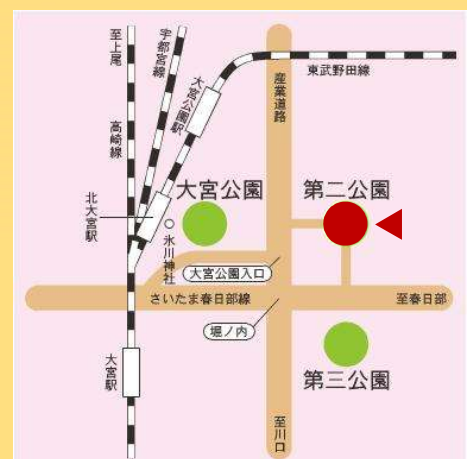 至上尾
宇都宮線
高崎線
大宮公園駅
東武野田線
産業道路
大宮公園
第二公園
北大宮駅
氷川神社
大宮公園入口
さいたま春日部線
至春日部
堀ノ内
大宮駅
第三公園
至川口